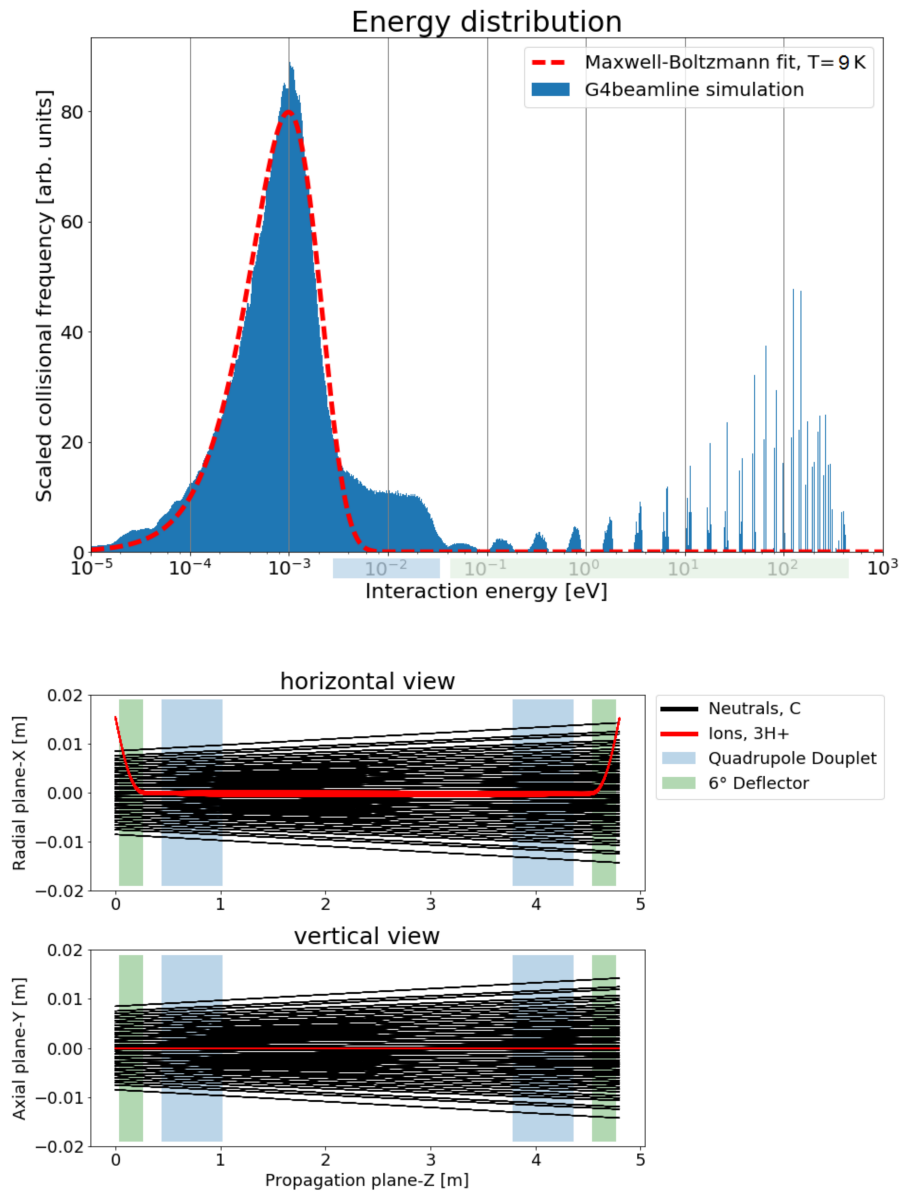 Energy distribution
Scaled collisional frequency [arb. units]
Maxwell-Boltzmann fit, T= 9 K
G4beamline simulation
80
60
40
20
0
10⁻⁵ 10⁻⁴ 10⁻³ 10⁻² 10⁻¹ 10⁰ 10¹ 10² 10³
Interaction energy [eV]
horizontal view
Radial plane-X [m]
0.02
0.01
0.00
−0.01
−0.02
0 1 2 3 4 5
Neutrals, C
Ions, 3H+
Quadrupole Douplet
6° Deflector
vertical view
Axial plane-Y [m]
0.02
0.01
0.00
−0.01
−0.02
0 1 2 3 4 5
Propagation plane-Z [m]